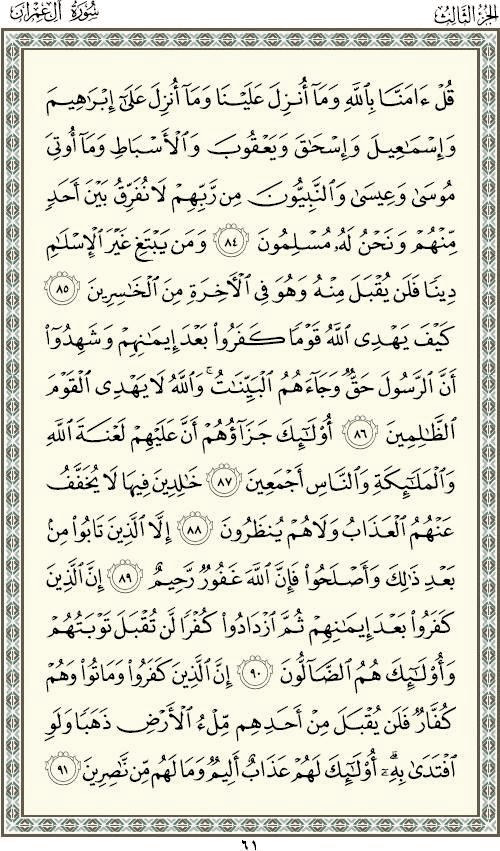 الجزء الثالث
سورة آل عمران
قُلْ ءَامَنَّا بِٱللَّهِ وَمَآ أُنزِلَ عَلَيْنَا وَمَآ أُنزِلَ عَلَىٰٓ إِبْرَٰهِيمَ
وَإِسْمَٰعِيلَ وَإِسْحَٰقَ وَيَعْقُوبَ وَٱلْأَسْبَاطِ وَمَآ أُوتِىَ
مُوسَىٰ وَعِيسَىٰ وَٱلنَّبِيُّونَ مِن رَّبِّهِمْ لَا نُفَرِّقُ بَيْنَ أَحَدٍ
مِّنْهُمْ وَنَحْنُ لَهُۥ مُسْلِمُونَ ٨٤ وَمَن يَبْتَغِ غَيْرَ ٱلْإِسْلَٰمِ
دِينًا فَلَن يُقْبَلَ مِنْهُ وَهُوَ فِى ٱلْأَخِرَةِ مِنَ ٱلْخَٰسِرِينَ ٨٥
كَيْفَ يَهْدِى ٱللَّهُ قَوْمًا كَفَرُوا۟ بَعْدَ إِيمَٰنِهِمْ وَشَهِدُوٓا۟
أَنَّ ٱلرَّسُولَ حَقٌّ وَجَآءَهُمُ ٱلْبَيِّنَٰتُ ۚ وَٱللَّهُ لَا يَهْدِى ٱلْقَوْمَ
ٱلظَّٰلِمِينَ ٨٦ أُو۟لَٰٓئِكَ جَزَآؤُهُمْ أَنَّ عَلَيْهِمْ لَعْنَةَ ٱللَّهِ
وَٱلْمَلَٰٓئِكَةِ وَٱلنَّاسِ أَجْمَعِينَ ٨٧ خَٰلِدِينَ فِيهَا لَا يُخَفَّفُ
عَنْهُمُ ٱلْعَذَابُ وَلَا هُمْ يُنظَرُونَ ٨٨ إِلَّا ٱلَّذِينَ تَابُوا۟ مِنۢ
بَعْدِ ذَٰلِكَ وَأَصْلَحُوا۟ فَإِنَّ ٱللَّهَ غَفُورٌ رَّحِيمٌ ٨٩ إِنَّ ٱلَّذِينَ
كَفَرُوا۟ بَعْدَ إِيمَٰنِهِمْ ثُمَّ ٱزْدَادُوا۟ كُفْرًا لَّن تُقْبَلَ تَوْبَتُهُمْ
وَأُو۟لَٰٓئِكَ هُمُ ٱلضَّآلُّونَ ٩٠ إِنَّ ٱلَّذِينَ كَفَرُوا۟ وَمَاتُوا۟ وَهُمْ
كُفَّارٌ فَلَن يُقْبَلَ مِنْ أَحَدِهِم مِّلْءُ ٱلْأَرْضِ ذَهَبًا وَلَوِ
ٱفْتَدَىٰ بِهِۦٓ ۗ أُو۟لَٰٓئِكَ لَهُمْ عَذَابٌ أَلِيمٌ وَمَا لَهُم مِّن نَّٰصِرِينَ ٩١
٦١